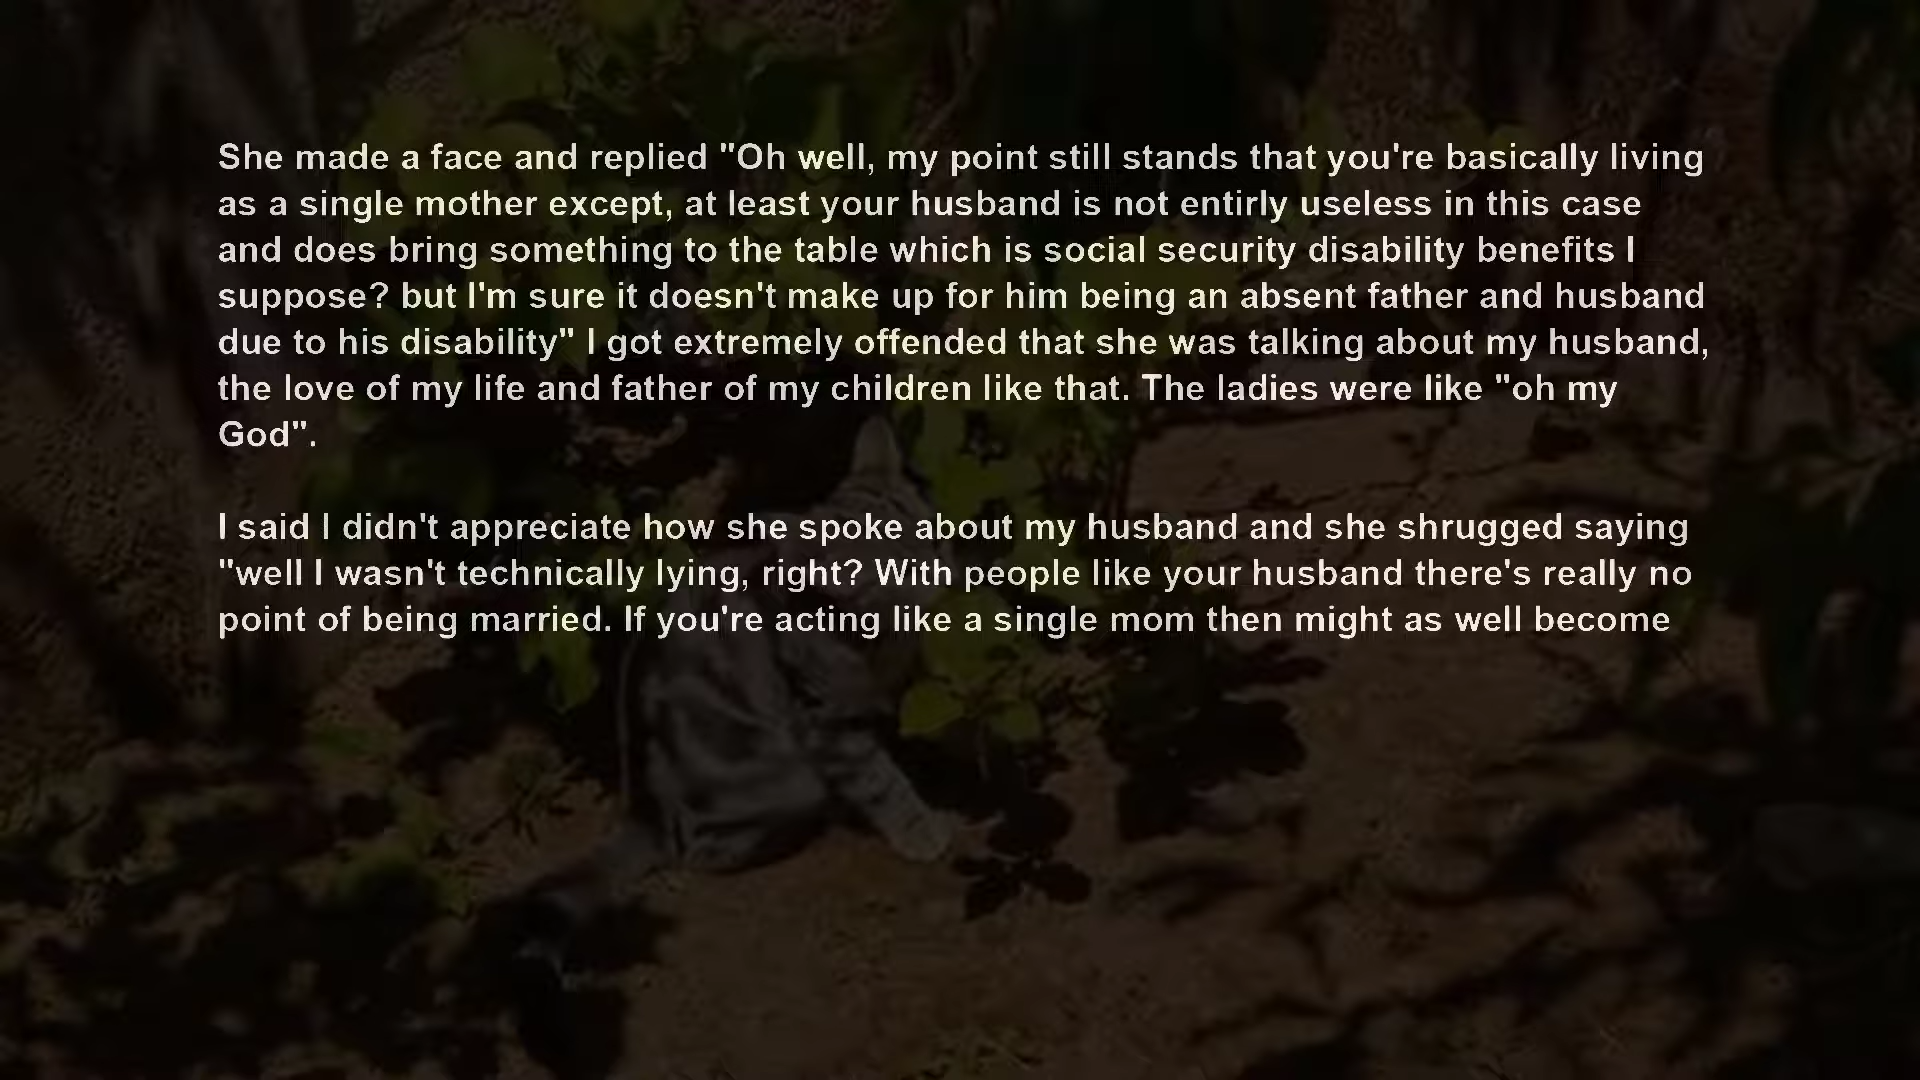 She made a face and replied "Oh well, my point still stands that you're basically living
as a single mother except, at least your husband is not entirly useless in this case
and does bring something to the table which is social security disability benefits I
suppose? but I'm sure it doesn't make up for him being an absent father and husband
due to his disability" I got extremely offended that she was talking about my husband,
the love of my life and father of my children like that. The ladies were like "oh my
God".
I said I didn't appreciate how she spoke about my husband and she shrugged saying
"well I wasn't technically lying, right? With people like your husband there's really no
point of being married. If you're acting like a single mom then might as well become